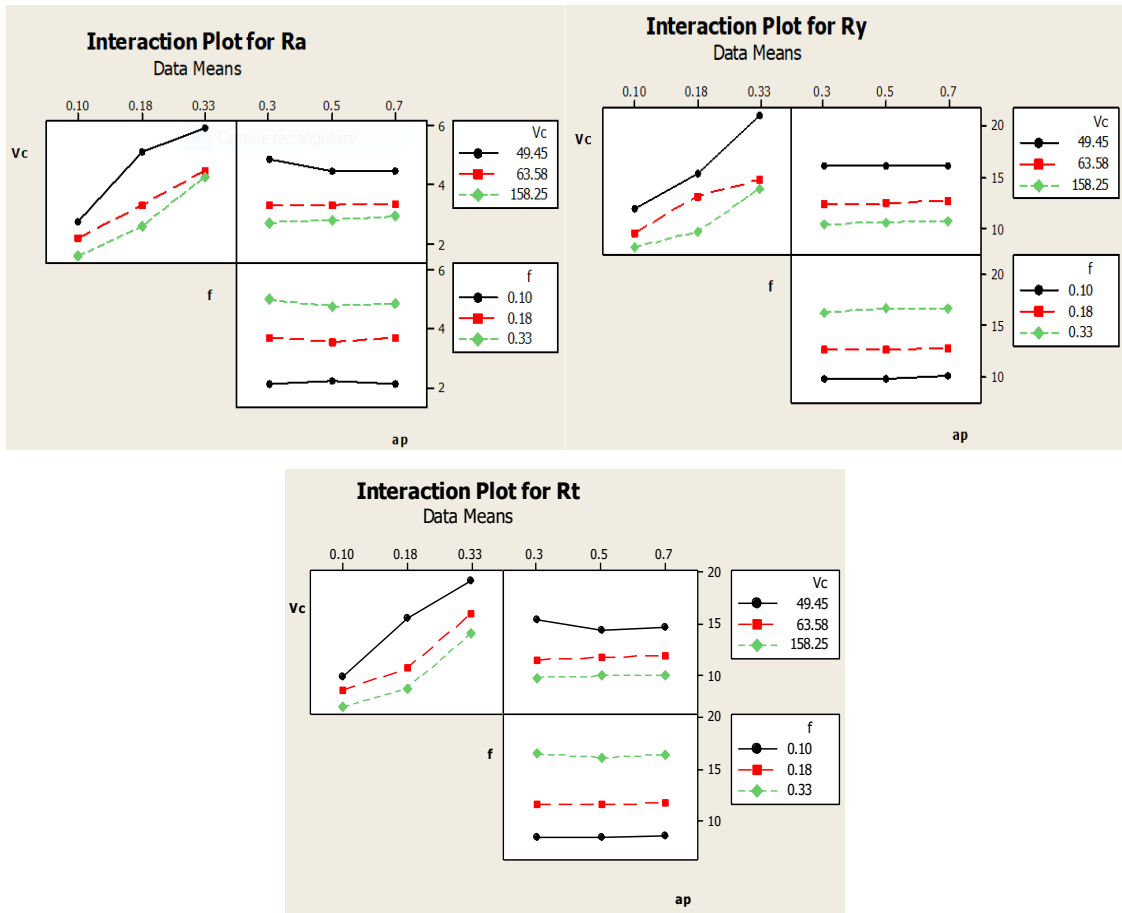 Interaction Plot for Ra
Data Means
0.10 0.18 0.33 0.3 0.5 0.7
Capture rectangulaire
Vc
6
4
2
Vc
49.45
63.58
158.25
f
6
4
2
f
0.10
0.18
0.33
ap
Interaction Plot for Ry
Data Means
0.10 0.18 0.33 0.3 0.5 0.7
Vc
20
15
10
Vc
49.45
63.58
158.25
f
20
15
10
f
0.10
0.18
0.33
ap
Interaction Plot for Rt
Data Means
0.10 0.18 0.33 0.3 0.5 0.7
Vc
20
15
10
Vc
49.45
63.58
158.25
f
20
15
10
f
0.10
0.18
0.33
ap